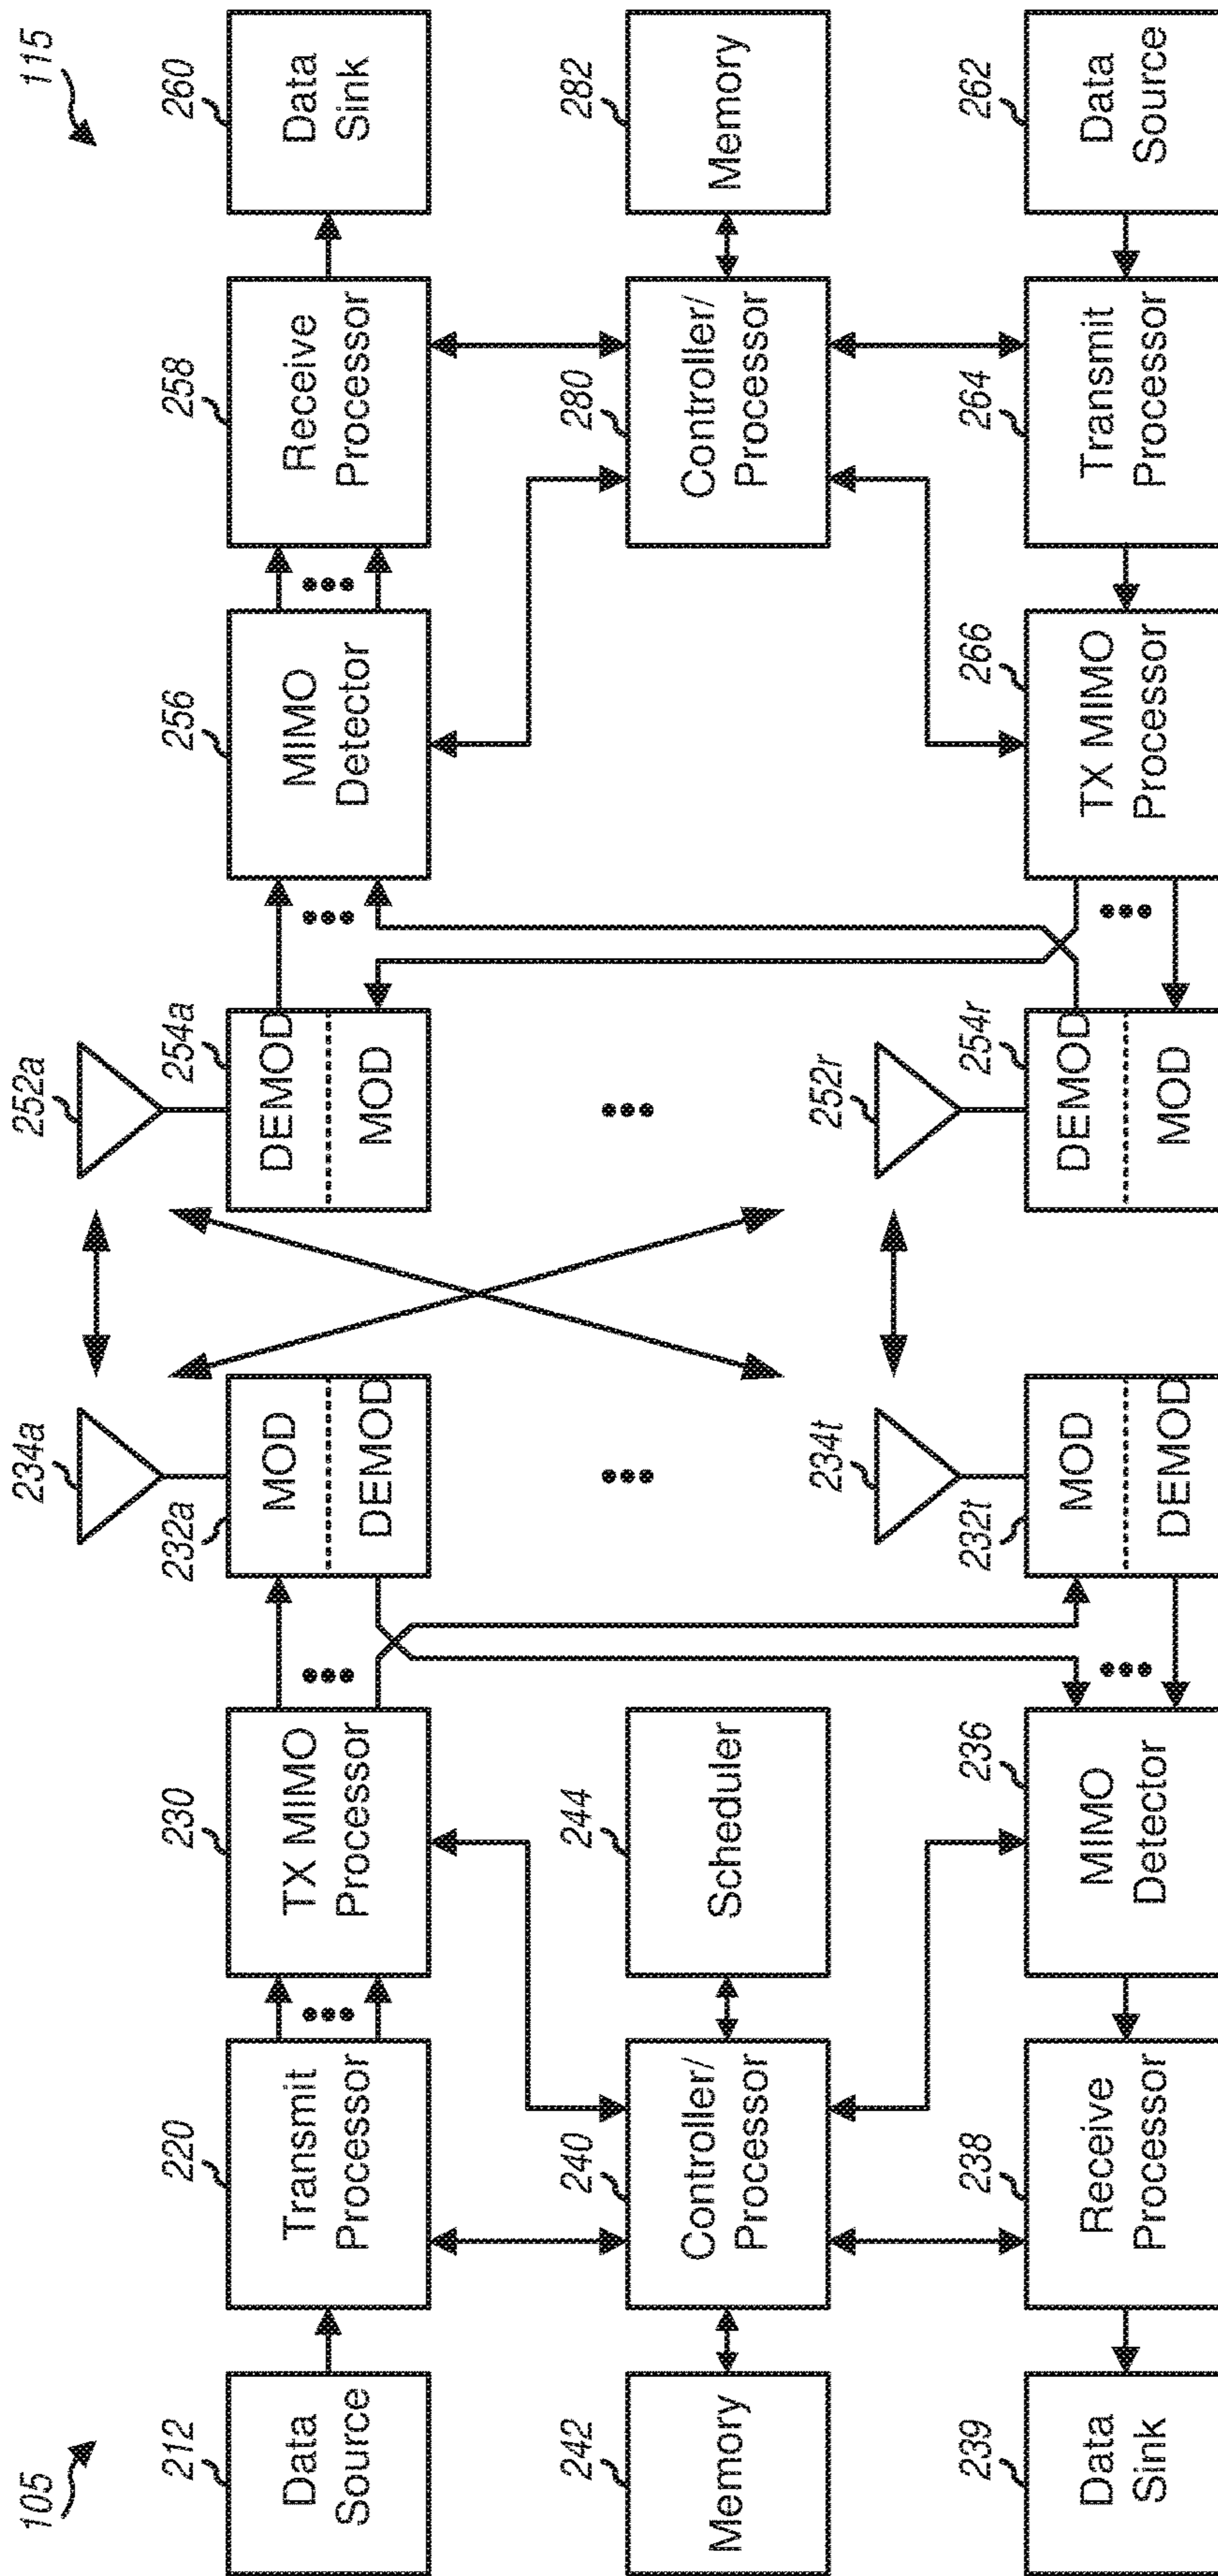 105
115
212
Data
Source
220
Transmit
Processor
230
TX MIMO
Processor
232a
MOD
DEMOD
234a
252a
254a
DEMOD
MOD
256
MIMO
Detector
258
Receive
Processor
260
Data
Sink
242
Memory
240
Controller/
Processor
244
Scheduler
280
Controller/
Processor
282
Memory
239
Data
Sink
238
Receive
Processor
236
MIMO
Detector
232t
MOD
DEMOD
234t
252r
254r
DEMOD
MOD
266
TX MIMO
Processor
264
Transmit
Processor
262
Data
Source